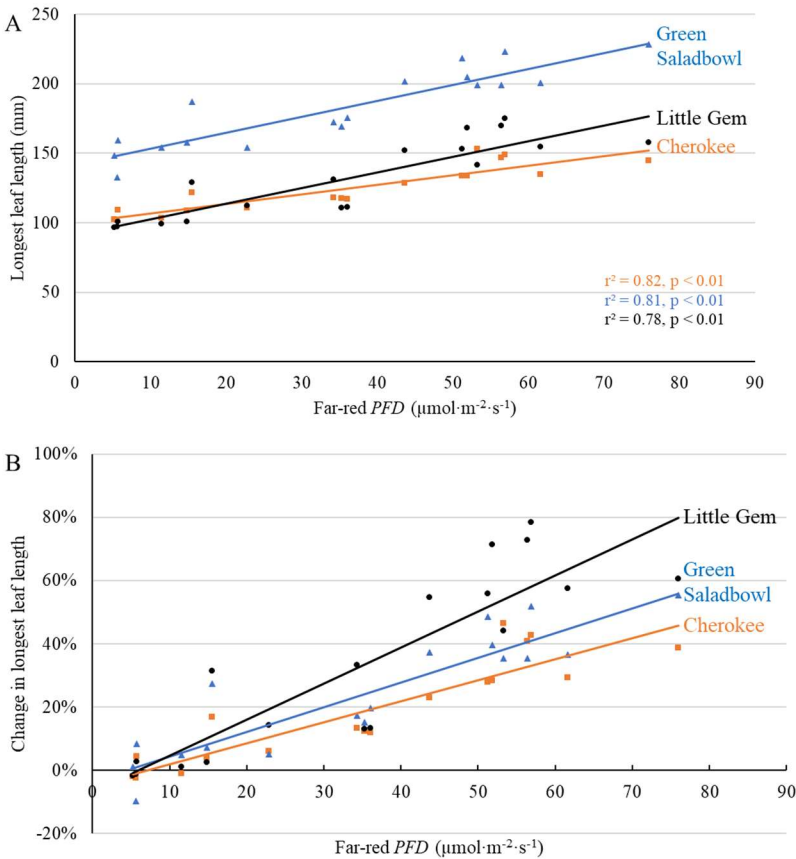 A
250
200
150
100
50
0
Longest leaf length (mm)
Green
Saladbowl
Little Gem
Cherokee
r² = 0.82, p < 0.01
r² = 0.81, p < 0.01
r² = 0.78, p < 0.01
0 10 20 30 40 50 60 70 80 90
Far-red PFD (μmol·m⁻²·s⁻¹)
B
100%
80%
60%
40%
20%
0%
-20%
Change in longest leaf length
Little Gem
Green
Saladbowl
Cherokee
0 10 20 30 40 50 60 70 80 90
Far-red PFD (μmol·m⁻²·s⁻¹)